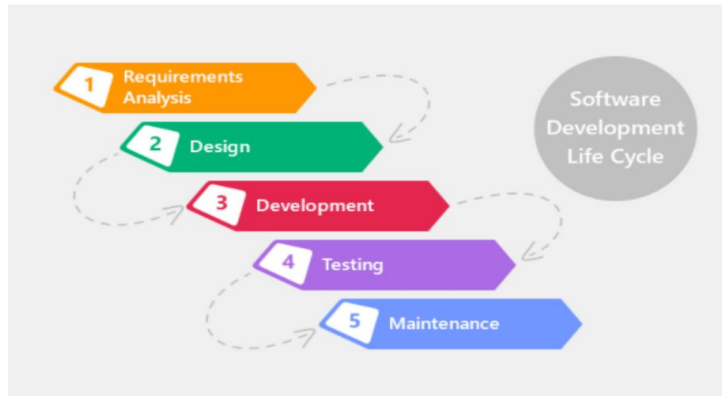 1
Requirements
Analysis
2
Design
3
Development
4
Testing
5
Maintenance
Software
Development
Life Cycle